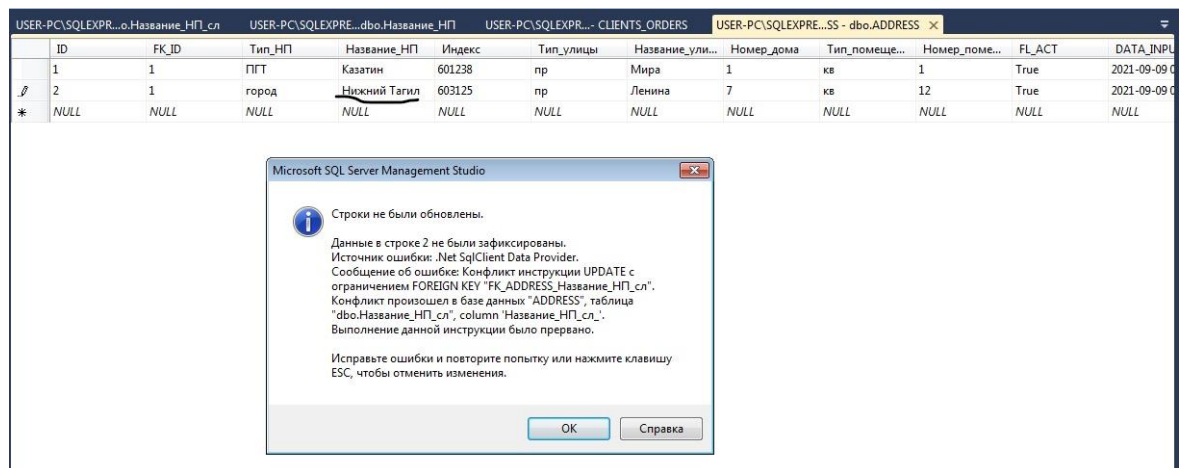 USER-PC\SQLEXPR...о.Название_НП_сл USER-PC\SQLEXPRE...dbo.Название_НП USER-PC\SQLEXPR...- CLIENTS_ORDERS USER-PC\SQLEXPRE...SS - dbo.ADDRESS
ID FK_ID Тип_НП Название_НП Индекс Тип_улицы Название_ули... Номер_дома Тип_помеще... Номер_поме... FL_ACT DATA_INPU
1 1 ПГТ Казатин 601238 пр Мира 1 кв 1 True 2021-09-09 0
2 1 город Нижний Тагил 603125 пр Ленина 7 кв 12 True 2021-09-09 0
NULL NULL NULL NULL NULL NULL NULL NULL NULL NULL NULL NULL
Microsoft SQL Server Management Studio
Строки не были обновлены.
Данные в строке 2 не были зафиксированы.
Источник ошибки: .Net SqlClient Data Provider.
Сообщение об ошибке: Конфликт инструкции UPDATE с
ограничением FOREIGN KEY "FK_ADDRESS_Название_НП_сл".
Конфликт произошел в базе данных "ADDRESS", таблица
"dbo.Название_НП_сл", column 'Название_НП_сл_'.
Выполнение данной инструкции было прервано.
Исправьте ошибки и повторите попытку или нажмите клавишу
ESC, чтобы отменить изменения.
OK Справка